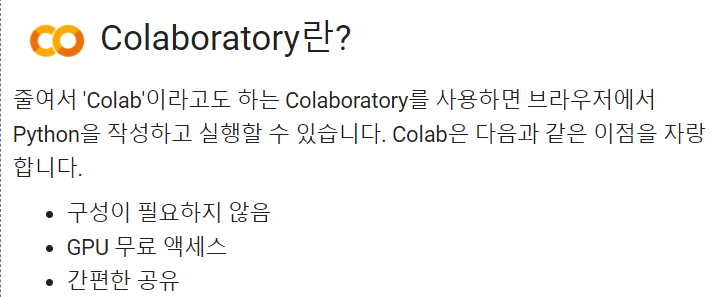 Colaboratory란?
줄여서 'Colab'이라고도 하는 Colaboratory를 사용하면 브라우저에서
Python을 작성하고 실행할 수 있습니다. Colab은 다음과 같은 이점을 자랑
합니다.
• 구성이 필요하지 않음
• GPU 무료 액세스
• 간편한 공유